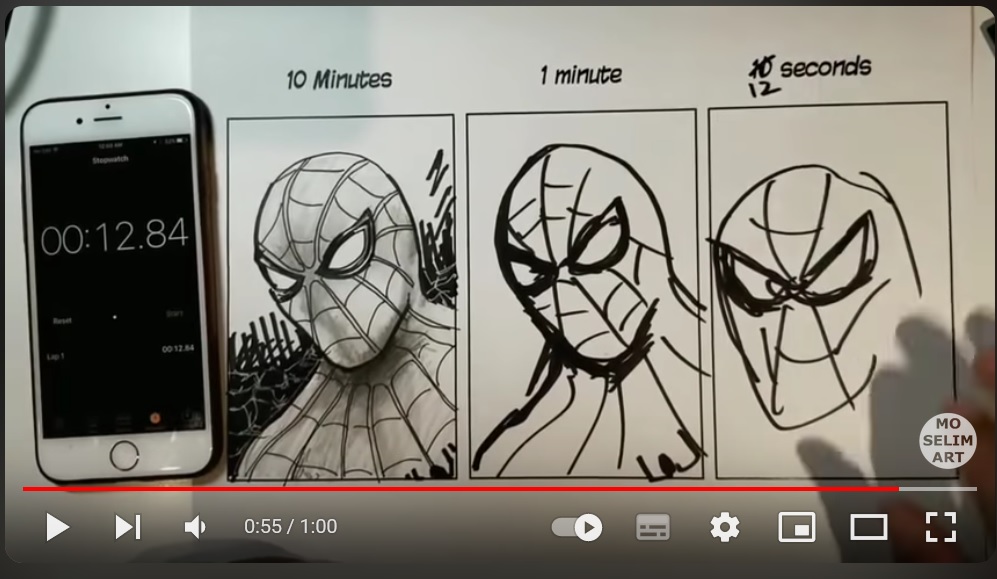 10 Minutes
1 minute
seconds
12
Stopwatch
00:12.84
Reset
Start
Lap 1
00:12.84
MO
SELIM
ART
0:55 / 1:00